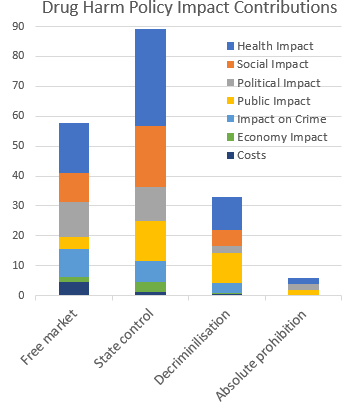 Drug Harm Policy Impact Contributions
90
80
70
60
50
40
30
20
10
0
Health Impact
Social Impact
Political Impact
Public Impact
Impact on Crime
Economy Impact
Costs
Free market
State control
Decriminilisation
Absolute prohibition